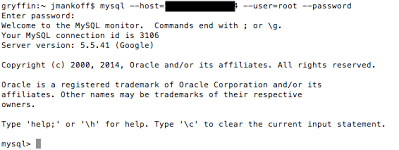 gryffin:~ jmankoff$ mysql --host=4 --user=root --password
Enter password:
Welcome to the MySQL monitor.  Commands end with ; or \g.
Your MySQL connection id is 3106
Server version: 5.5.41 (Google)
Copyright (c) 2000, 2014, Oracle and/or its affiliates. All rights reserved.
Oracle is a registered trademark of Oracle Corporation and/or its
affiliates. Other names may be trademarks of their respective
owners.
Type 'help;' or '\h' for help. Type '\c' to clear the current input statement.
mysql>